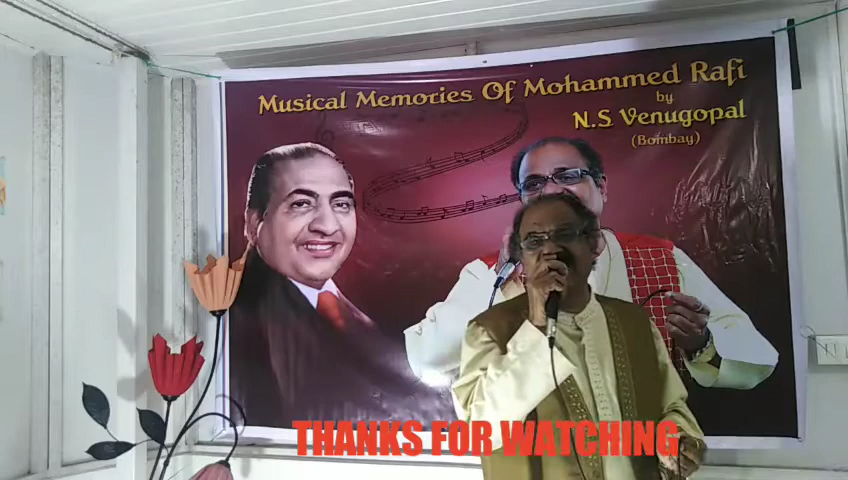 Musical Memories Of Mohammed Rafi
by
N.S Venugopal
(Bombay)
THANKS FOR WATCHING